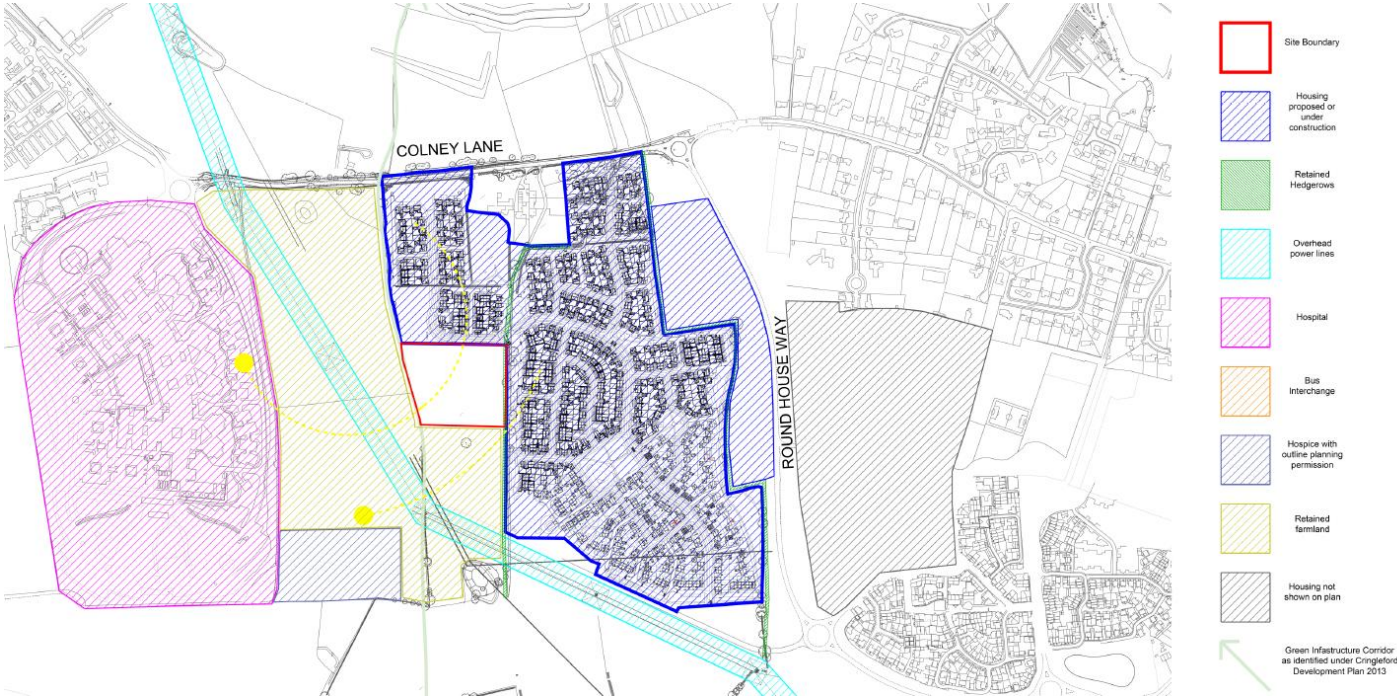 COLNEY LANE
ROUND HOUSE WAY
Site Boundary
Housing
proposed or
under
construction
Retained
Hedgerows
Overhead
power lines
Hospital
Bus
Interchange
Hospice with
outline planning
permission
Retained
farmland
Housing not
shown on plan
Green Infastructure Corridor
as identified under Cringleford
Development Plan 2013